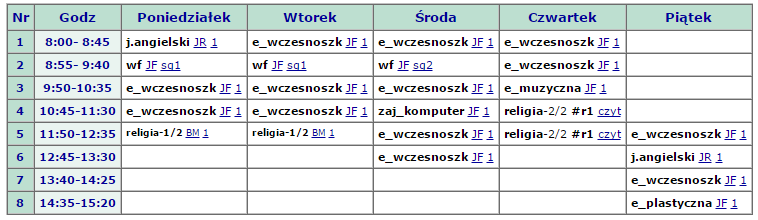 Nr Godz Poniedziałek Wtorek Środa Czwartek Piątek
1 8:00- 8:45 j.angielski JR 1 e_wczesnoszk JF 1 e_wczesnoszk JF 1 e_wczesnoszk JF 1
2 8:55- 9:40 wf JF sg1 wf JF sg1 wf JF sg2 e_wczesnoszk JF 1
3 9:50-10:35 e_wczesnoszk JF 1 e_wczesnoszk JF 1 e_wczesnoszk JF 1 e_muzyczna JF 1
4 10:45-11:30 e_wczesnoszk JF 1 e_wczesnoszk JF 1 zaj_komputer JF 1 religia-2/2 #r1 czyt
5 11:50-12:35 religia-1/2 BM 1 religia-1/2 BM 1 e_wczesnoszk JF 1 religia-2/2 #r1 czyt e_wczesnoszk JF 1
6 12:45-13:30 e_wczesnoszk JF 1 j.angielski JR 1
7 13:40-14:25 e_wczesnoszk JF 1
8 14:35-15:20 e_plastyczna JF 1